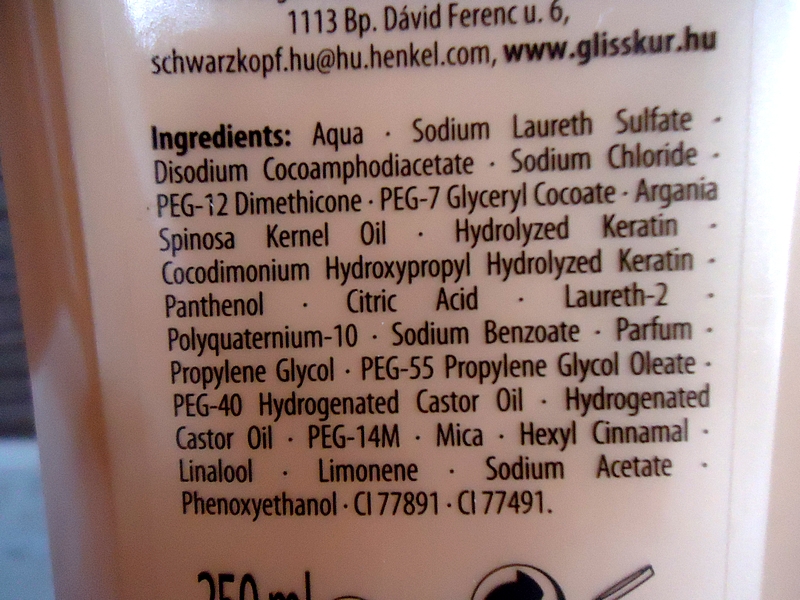 1113 Bp. Dávid Ferenc u. 6,
schwarzkopf.hu@hu.henkel.com, www.glisskur.hu
Ingredients: Aqua · Sodium Laureth Sulfate ·
Disodium Cocoamphodiacetate · Sodium Chloride ·
PEG-12 Dimethicone · PEG-7 Glyceryl Cocoate · Argania
Spinosa Kernel Oil · Hydrolyzed Keratin ·
Cocodimonium Hydroxypropyl Hydrolyzed Keratin ·
Panthenol · Citric Acid · Laureth-2 ·
Polyquaternium-10 · Sodium Benzoate · Parfum ·
Propylene Glycol · PEG-55 Propylene Glycol Oleate ·
PEG-40 Hydrogenated Castor Oil · Hydrogenated
Castor Oil · PEG-14M · Mica · Hexyl Cinnamal ·
Linalool · Limonene · Sodium Acetate ·
Phenoxyethanol · CI 77891 · CI 77491.
250 ml